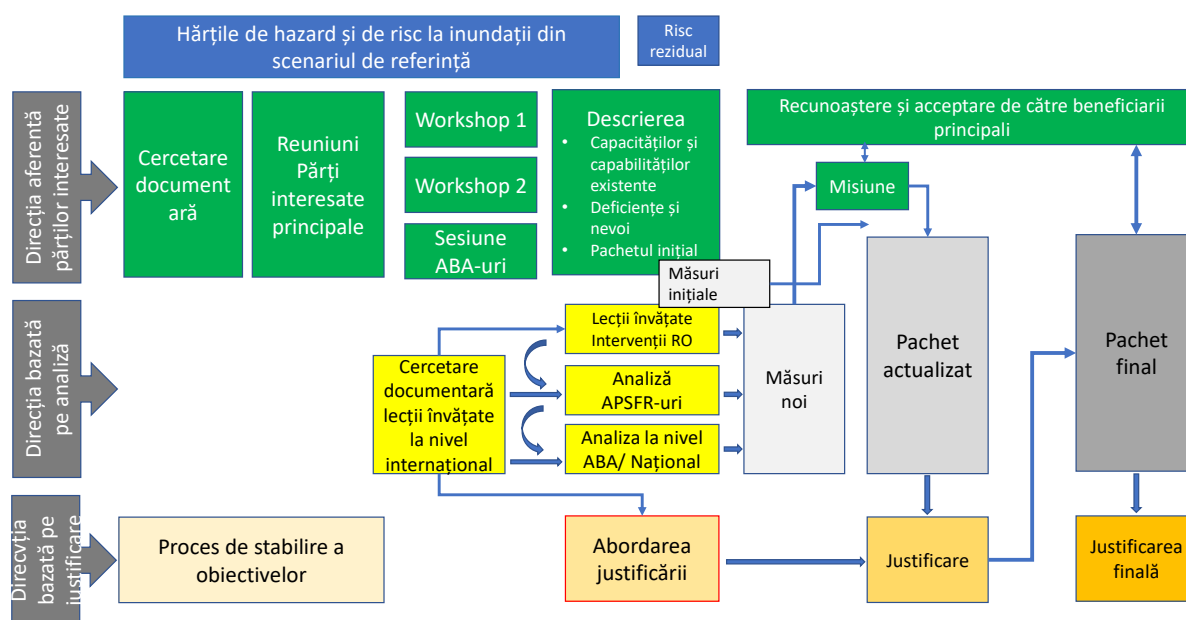 Hărțile de hazard și de risc la inundații din
scenariul de referință
Risc
rezidual
Direcția aferentă
părților interesate
Cercetare
document
ară
Reuniuni
Părți
interesate
principale
Workshop 1
Workshop 2
Sesiune
ABA-uri
Descrierea
• Capacităților și
capabilităților
existente
• Deficiențe și
nevoi
• Pachetul inițial
Recunoaștere și acceptare de către beneficiarii
principali
Misiune
Măsuri
inițiale
Direcția bazată
pe analiză
Cercetare
documentară
lecții învățate
la nivel
internațional
Lecții învățate
Intervenții RO
Analiză
APSFR-uri
Analiza la nivel
ABA/ Național
Măsuri
noi
Pachet
actualizat
Pachet
final
Direcvția
bazată pe
justificare
Proces de stabilire a
obiectivelor
Abordarea
justificării
Justificare
Justificarea
finală